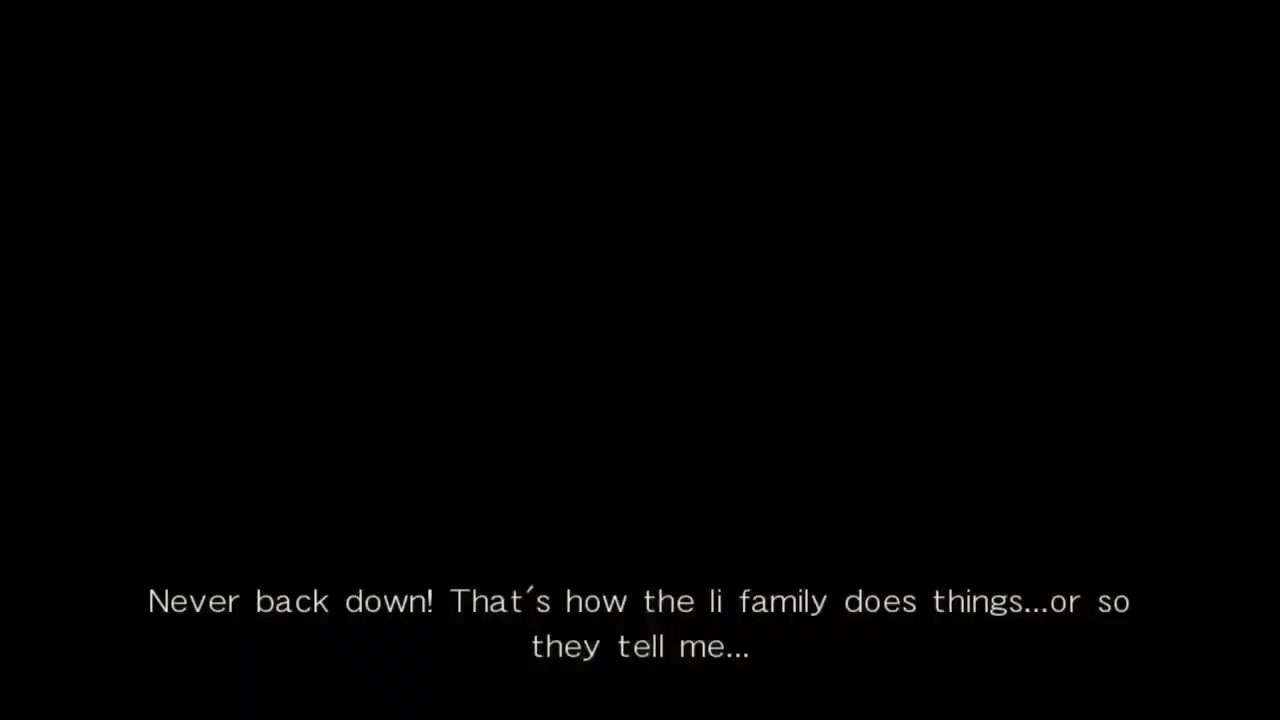 Never back down! That´s how the li family does things...or so
they tell me...